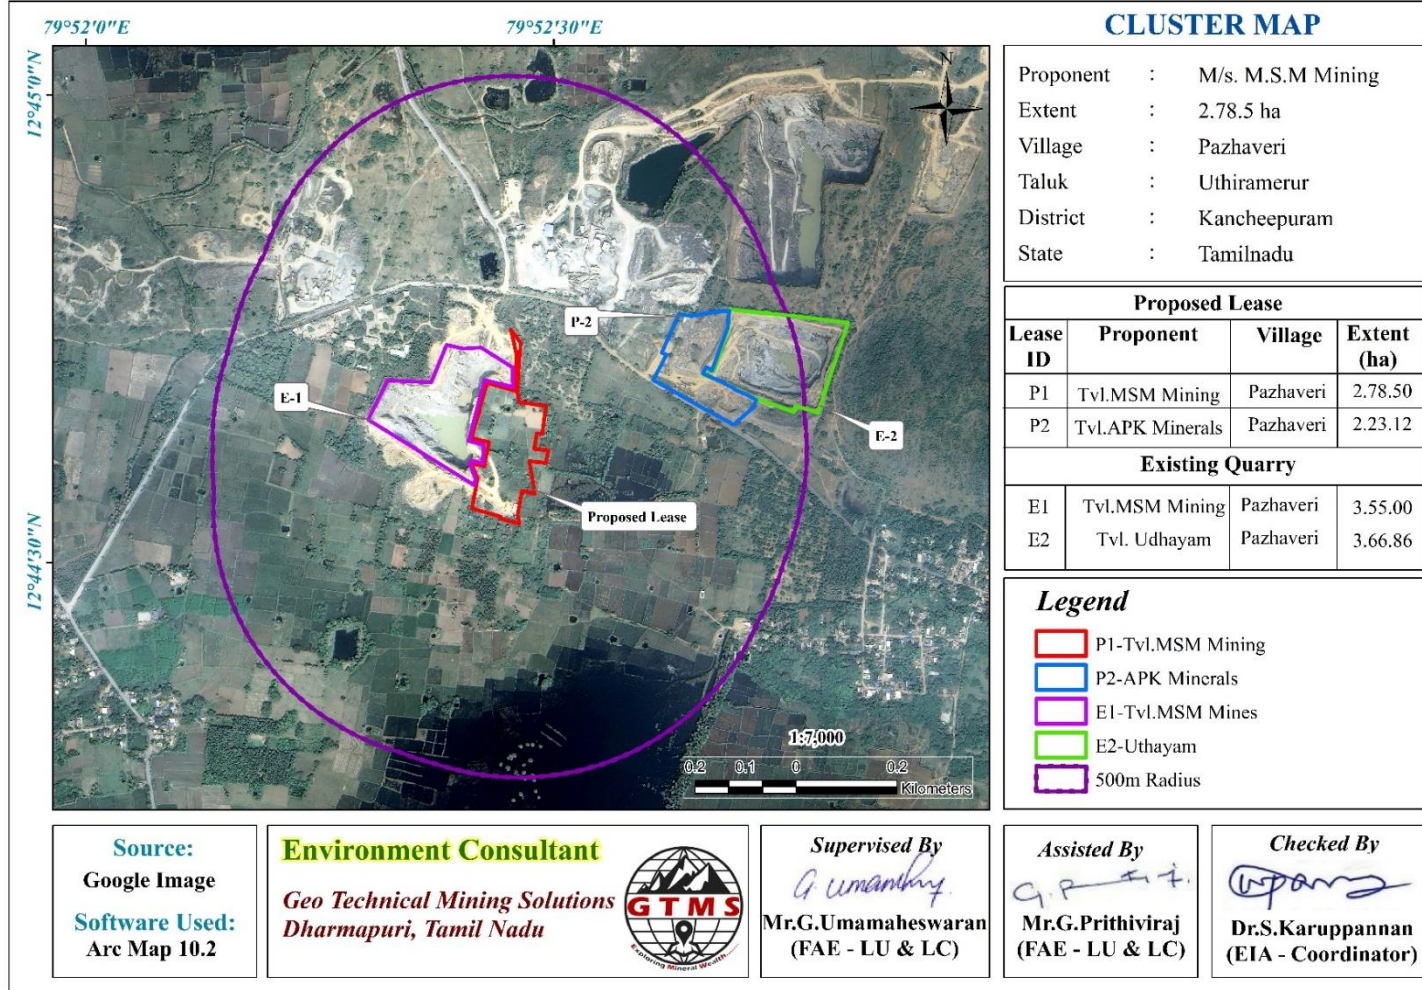 79°52'0"E
79°52'30"E
12°45'0"N
12°44'30"N
N
P-2
E-1
E-2
Proposed Lease
1:7,000
0.2 0.1 0 0.2
Kilometers
CLUSTER MAP
Proponent : M/s. M.S.M Mining
Extent : 2.78.5 ha
Village : Pazhaveri
Taluk : Uthiramerur
District : Kancheepuram
State : Tamilnadu
Proposed Lease
Lease ID Proponent Village Extent (ha)
P1 Tvl.MSM Mining Pazhaveri 2.78.50
P2 Tvl.APK Minerals Pazhaveri 2.23.12
Existing Quarry
E1 Tvl.MSM Mining Pazhaveri 3.55.00
E2 Tvl. Udhayam Pazhaveri 3.66.86
Legend
P1-Tvl.MSM Mining
P2-APK Minerals
E1-Tvl.MSM Mines
E2-Uthayam
500m Radius
Source:
Google Image
Software Used:
Arc Map 10.2
Environment Consultant
Geo Technical Mining Solutions
Dharmapuri, Tamil Nadu
GTMS
Exploring Mineral Wealth.......
Supervised By
Mr.G.Umamaheswaran
(FAE - LU & LC)
Assisted By
Mr.G.Prithiviraj
(FAE - LU & LC)
Checked By
Dr.S.Karuppannan
(EIA - Coordinator)